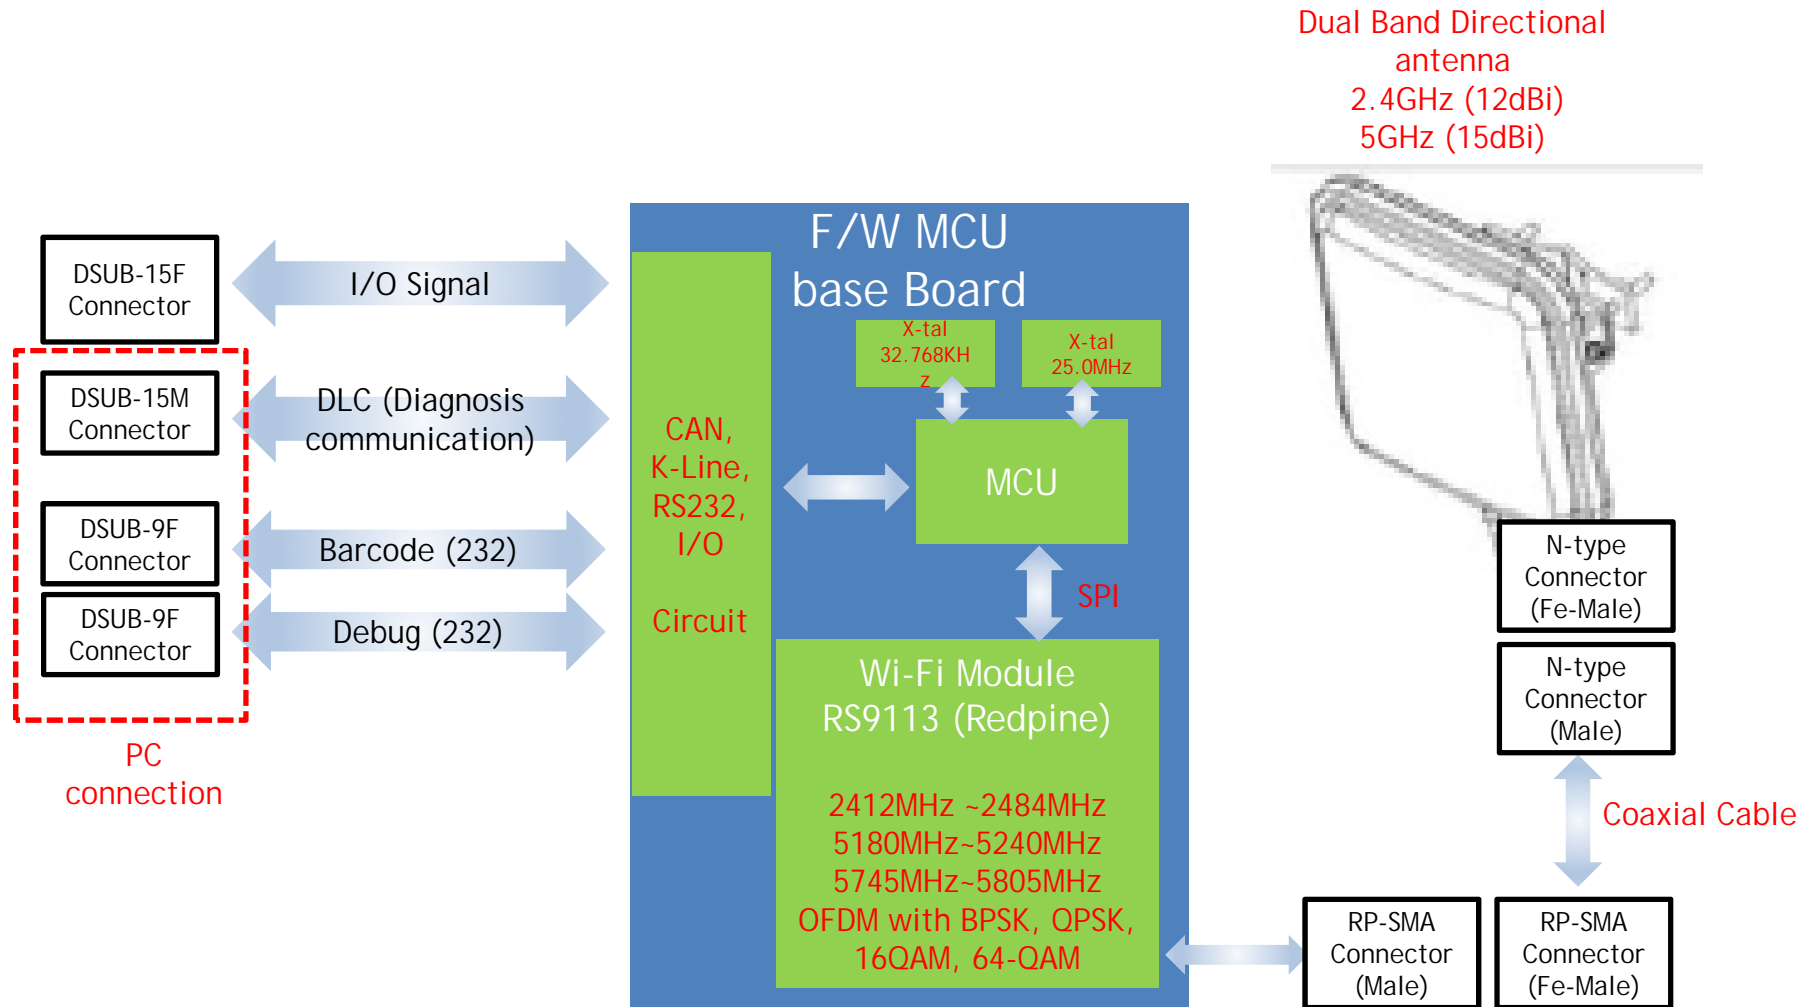 Dual Band Directional
antenna
2.4GHz (12dBi)
5GHz (15dBi)
F/W MCU
base Board
DSUB-15F
Connector
I/O Signal
X-tal
32.768KH
z
X-tal
25.0MHz
DSUB-15M
Connector
DLC (Diagnosis
communication)
CAN,
K-Line,
RS232,
I/O
Circuit
MCU
DSUB-9F
Connector
Barcode (232)
DSUB-9F
Connector
Debug (232)
SPI
N-type
Connector
(Fe-Male)
N-type
Connector
(Male)
Wi-Fi Module
RS9113 (Redpine)
2412MHz ~2484MHz
5180MHz~5240MHz
5745MHz~5805MHz
OFDM with BPSK, QPSK,
16QAM, 64-QAM
PC
connection
Coaxial Cable
RP-SMA
Connector
(Male)
RP-SMA
Connector
(Fe-Male)